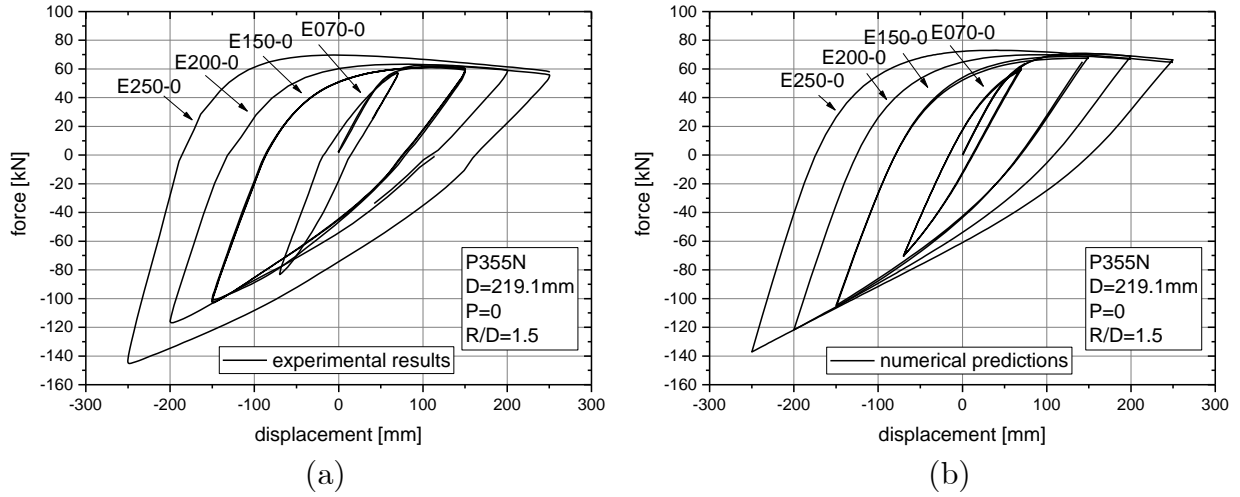 100
80
60
40
20
0
-20
-40
-60
-80
-100
-120
-140
-160
force [kN]
E070-0
E150-0
E200-0
E250-0
P355N
D=219.1mm
P=0
R/D=1.5
experimental results
-300 -200 -100 0 100 200 300
displacement [mm]
(a)
100
80
60
40
20
0
-20
-40
-60
-80
-100
-120
-140
-160
force [kN]
E070-0
E150-0
E200-0
E250-0
P355N
D=219.1mm
P=0
R/D=1.5
numerical predictions
-300 -200 -100 0 100 200 300
displacement [mm]
(b)